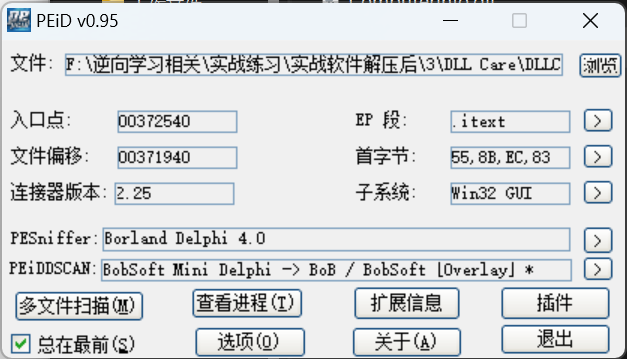 PEiD v0.95
文件: F:\逆向学习相关\实战练习\实战软件解压后\3\DLL Care\DLLC 浏览
入口点: 00372540 EP 段: .itext >
文件偏移: 00371940 首字节: 55,8B,EC,83 >
连接器版本: 2.25 子系统: Win32 GUI >
PESniffer: Borland Delphi 4.0 >
PEiDDSCAN: BobSoft Mini Delphi -> BoB / BobSoft [Overlay] * >
多文件扫描(M) 查看进程(T) 扩展信息 插件
总在最前(S) 选项(O) 关于(A) 退出